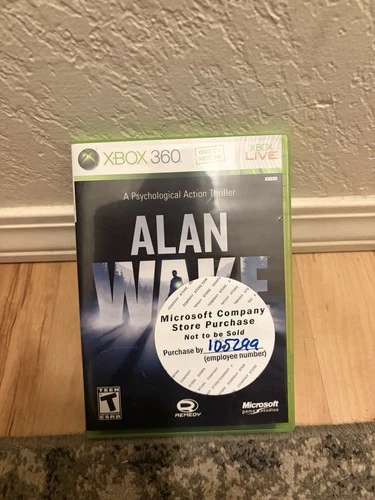 XBOX 360
XBOX
LIVE
A Psychological Action Thriller
ALAN
WAKE
Microsoft Company
Store Purchase
Not to be Sold
Purchase by 105299
(employee number)
TEEN
T
ESRB
REMEDY
Microsoft
game studios